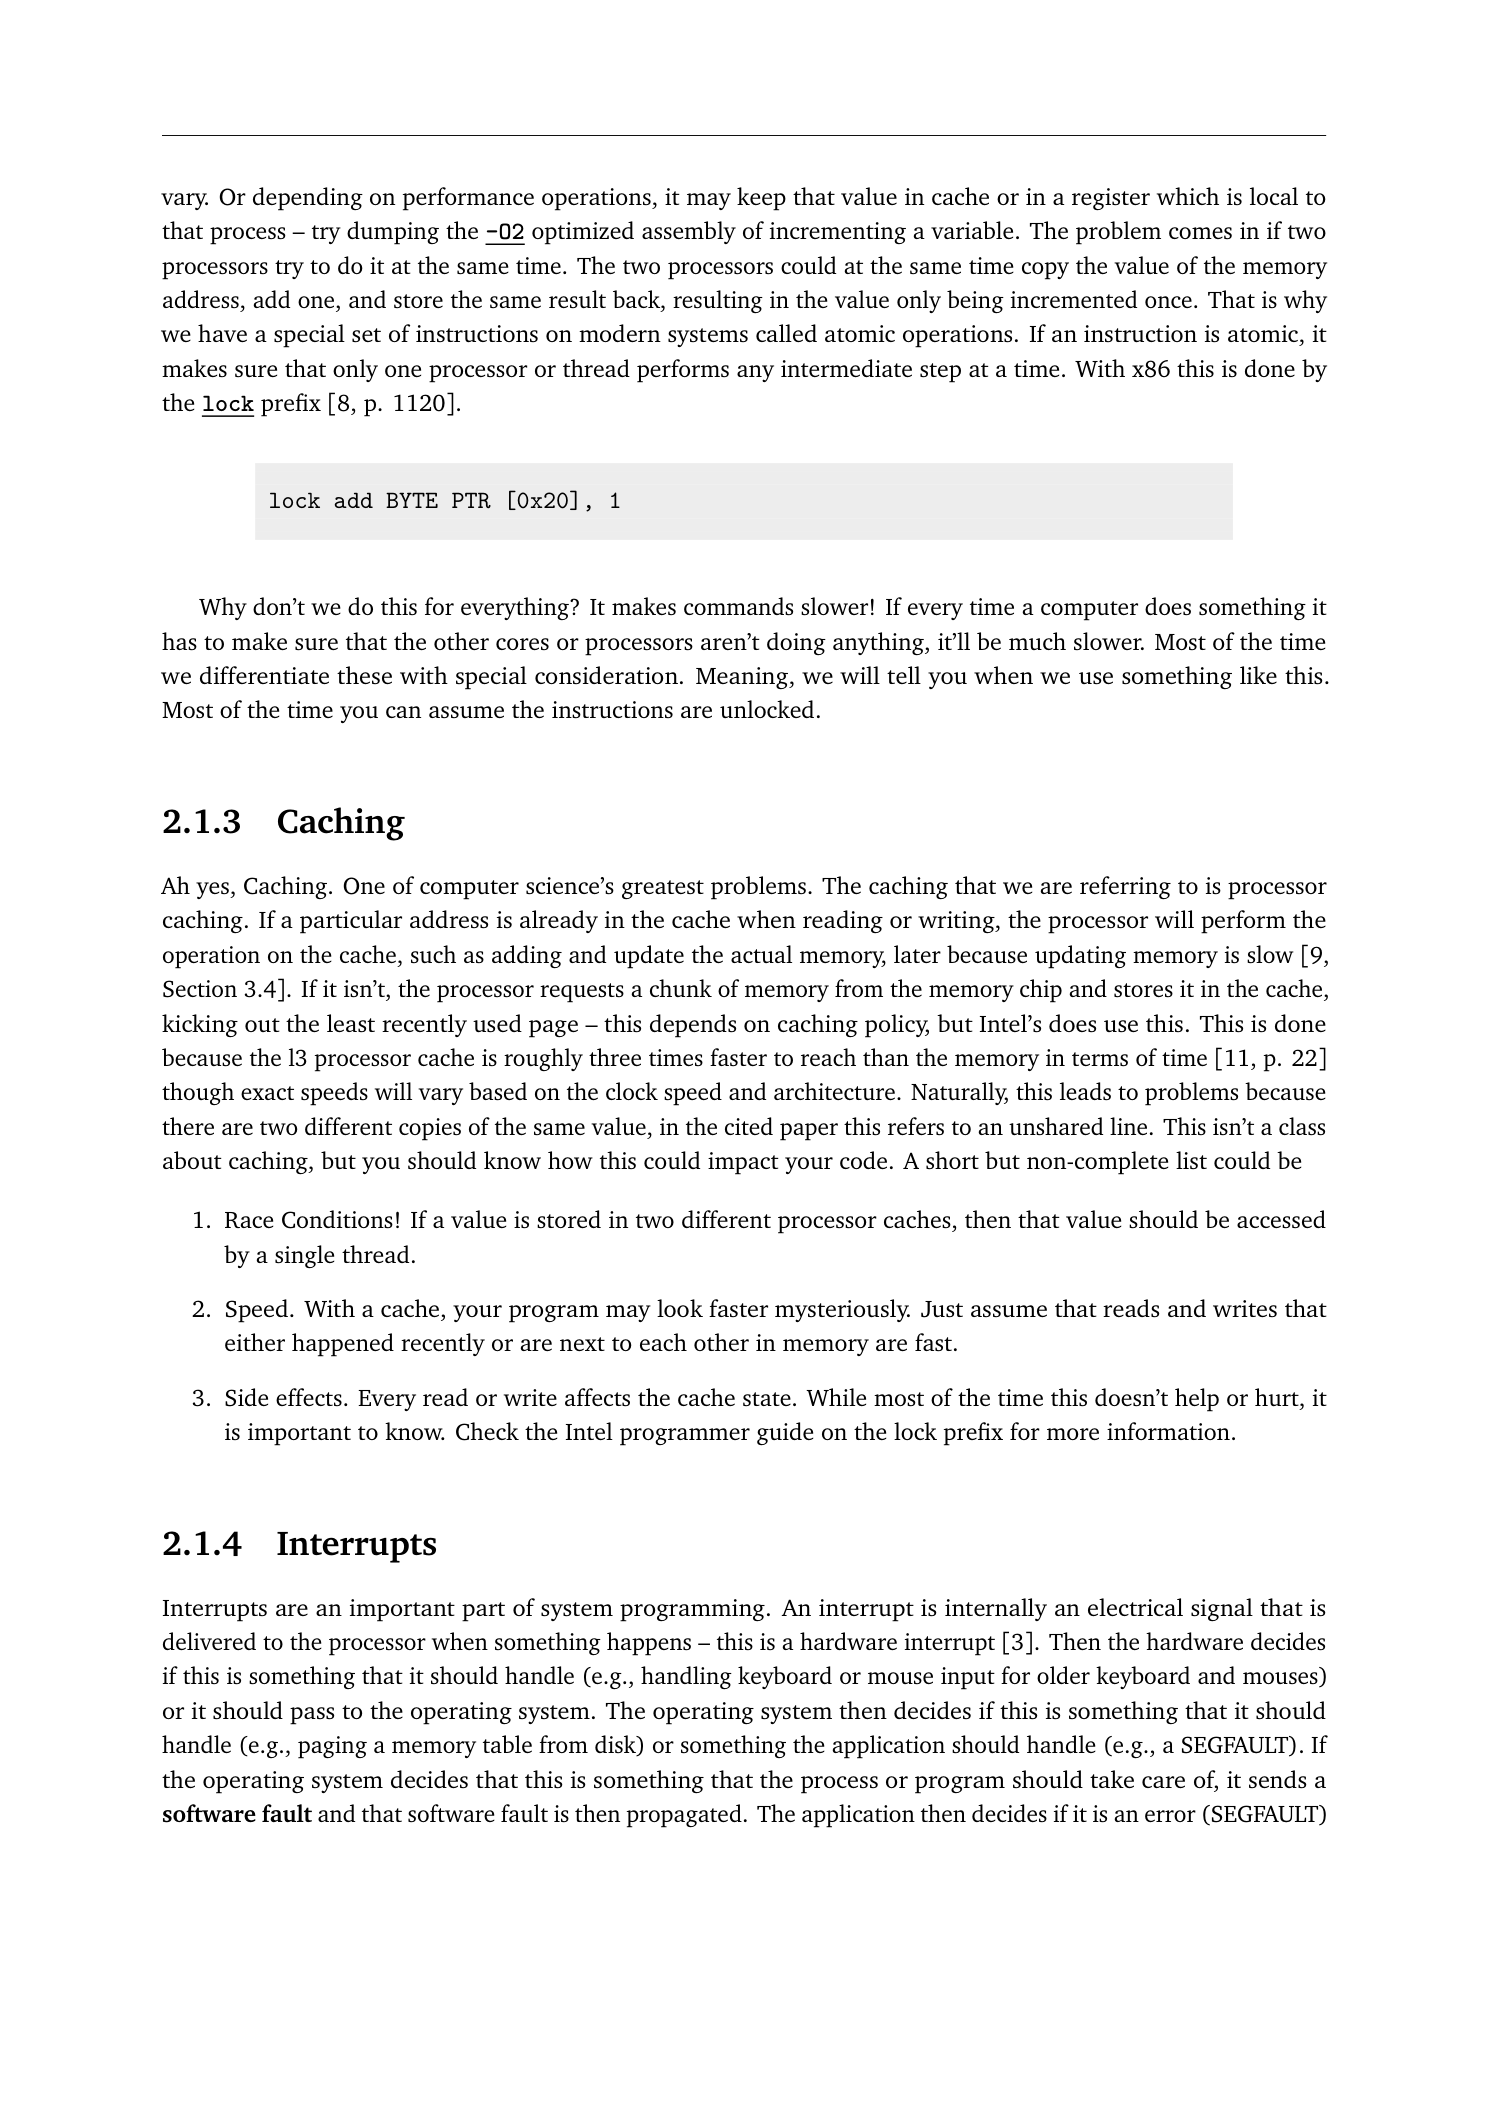 vary. Or depending on performance operations, it may keep that value in cache or in a register which is local to
that process – try dumping the -O2 optimized assembly of incrementing a variable. The problem comes in if two
processors try to do it at the same time. The two processors could at the same time copy the value of the memory
address, add one, and store the same result back, resulting in the value only being incremented once. That is why
we have a special set of instructions on modern systems called atomic operations. If an instruction is atomic, it
makes sure that only one processor or thread performs any intermediate step at a time. With x86 this is done by
the lock prefix [8, p. 1120].
lock add BYTE PTR [0x20], 1
Why don’t we do this for everything? It makes commands slower! If every time a computer does something it
has to make sure that the other cores or processors aren’t doing anything, it’ll be much slower. Most of the time
we differentiate these with special consideration. Meaning, we will tell you when we use something like this.
Most of the time you can assume the instructions are unlocked.
2.1.3 Caching
Ah yes, Caching. One of computer science’s greatest problems. The caching that we are referring to is processor
caching. If a particular address is already in the cache when reading or writing, the processor will perform the
operation on the cache, such as adding and update the actual memory, later because updating memory is slow [9,
Section 3.4]. If it isn’t, the processor requests a chunk of memory from the memory chip and stores it in the cache,
kicking out the least recently used page – this depends on caching policy, but Intel’s does use this. This is done
because the l3 processor cache is roughly three times faster to reach than the memory in terms of time [11, p. 22]
though exact speeds will vary based on the clock speed and architecture. Naturally, this leads to problems because
there are two different copies of the same value, in the cited paper this refers to an unshared line. This isn’t a class
about caching, but you should know how this could impact your code. A short but non-complete list could be
1. Race Conditions! If a value is stored in two different processor caches, then that value should be accessed
by a single thread.
2. Speed. With a cache, your program may look faster mysteriously. Just assume that reads and writes that
either happened recently or are next to each other in memory are fast.
3. Side effects. Every read or write affects the cache state. While most of the time this doesn’t help or hurt, it
is important to know. Check the Intel programmer guide on the lock prefix for more information.
2.1.4 Interrupts
Interrupts are an important part of system programming. An interrupt is internally an electrical signal that is
delivered to the processor when something happens – this is a hardware interrupt [3]. Then the hardware decides
if this is something that it should handle (e.g., handling keyboard or mouse input for older keyboard and mouses)
or it should pass to the operating system. The operating system then decides if this is something that it should
handle (e.g., paging a memory table from disk) or something the application should handle (e.g., a SEGFAULT). If
the operating system decides that this is something that the process or program should take care of, it sends a
software fault and that software fault is then propagated. The application then decides if it is an error (SEGFAULT)